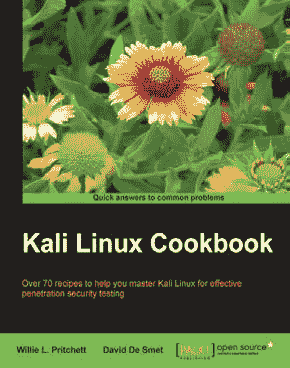 Quick answers to common problems
Kali Linux Cookbook
Over 70 recipes to help you master Kali Linux for effective
penetration security testing
Willie L. Pritchett David De Smet open source